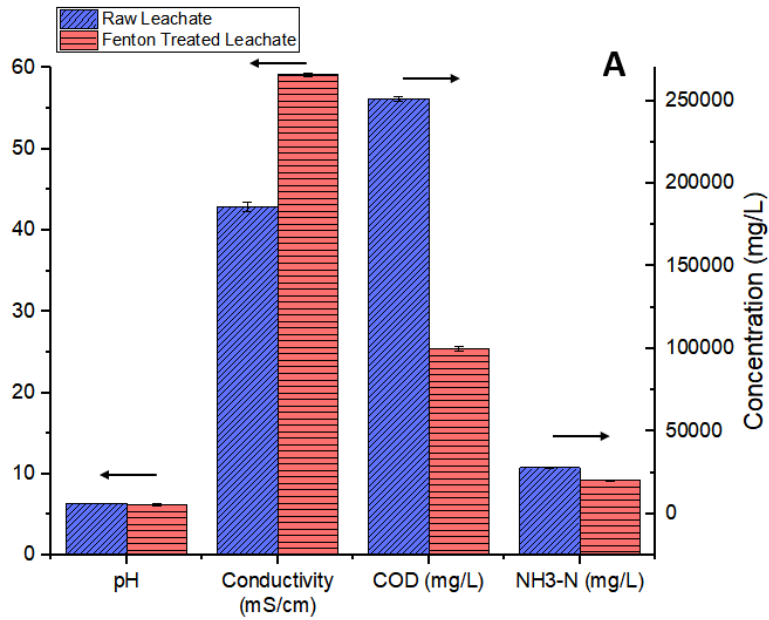 Raw Leachate
Fenton Treated Leachate
A
60
50
40
30
20
10
0
250000
200000
150000
100000
50000
0
Concentration (mg/L)
pH
Conductivity
(mS/cm)
COD (mg/L)
NH3-N (mg/L)